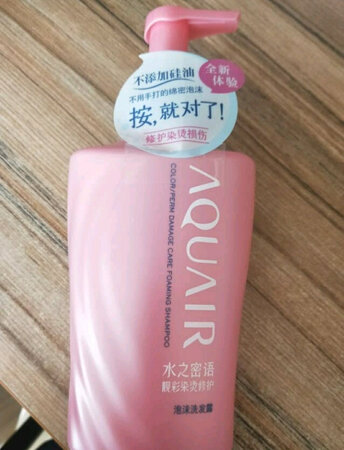 不添加硅油
全新
体验
不用手打的绵密泡沫
按,就对了!
修护染烫损伤
AQUAIR
COLOR/PERM DAMAGE CARE FOAMING SHAMPOO
水之密语
靓彩染烫修护
泡沫洗发露